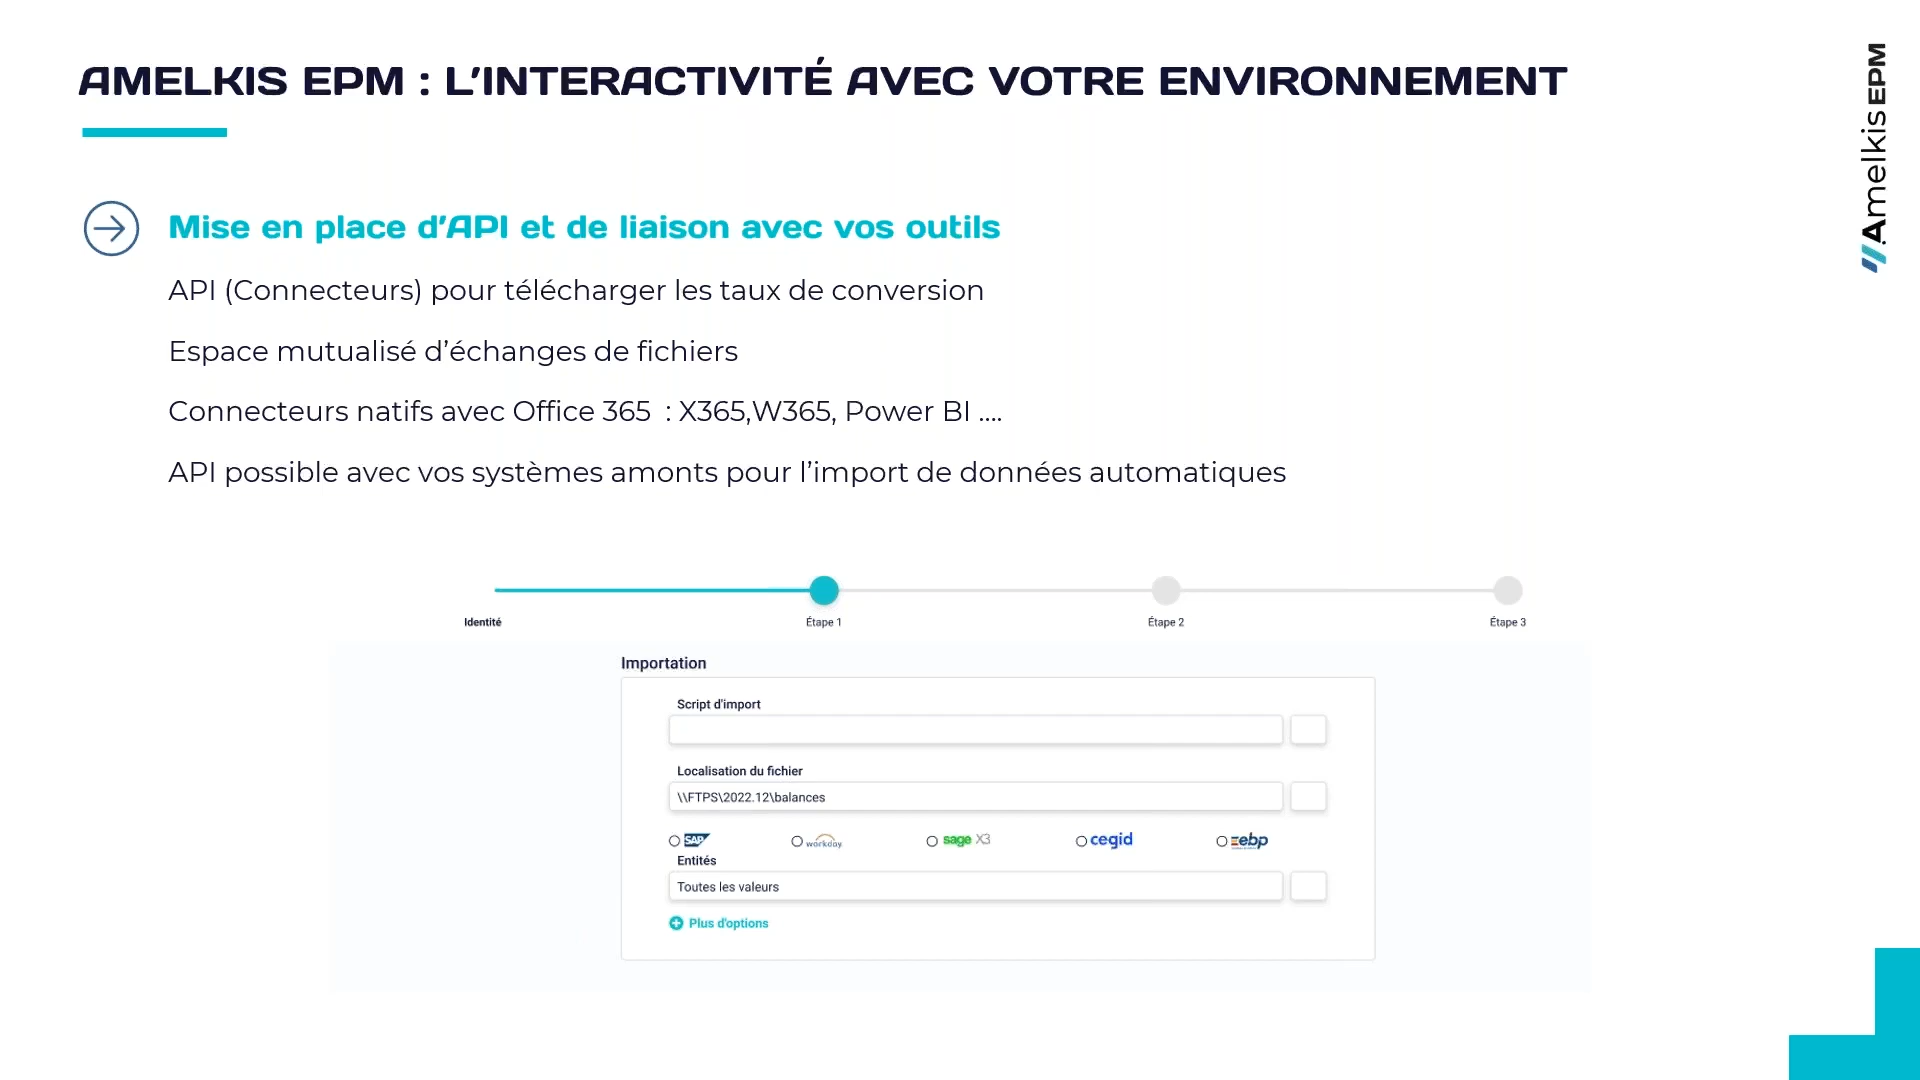 AMELKIS EPM : L'INTERACTIVITÉ AVEC VOTRE ENVIRONNEMENT
Amelkis EPM
Mise en place d'API et de liaison avec vos outils
API (Connecteurs) pour télécharger les taux de conversion
Espace mutualisé d'échanges de fichiers
Connecteurs natifs avec Office 365  : X365,W365, Power BI ....
API possible avec vos systèmes amonts pour l'import de données automatiques
Identité Étape 1 Étape 2 Étape 3
Importation
Script d'import
Localisation du fichier
\\FTPS\2022.12\balances
SAP workday sage X3 cegid ebp
Entités
Toutes les valeurs
Plus d'options